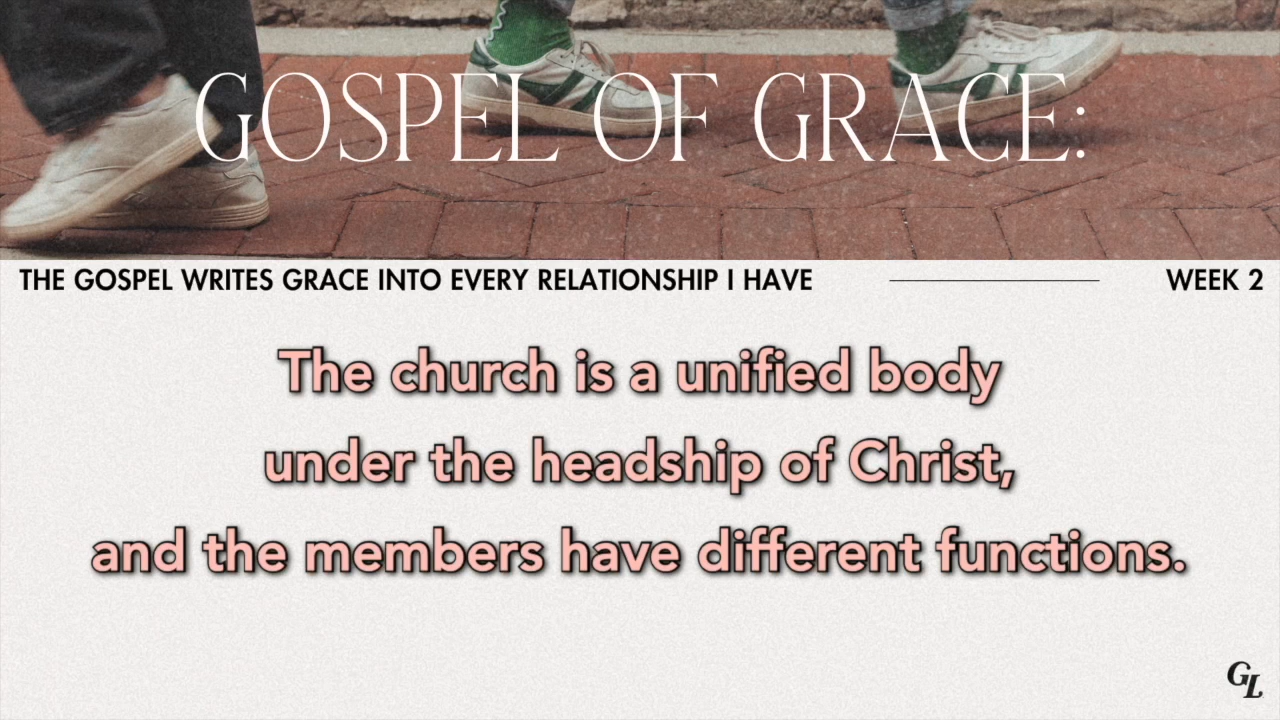 GOSPEL OF GRACE:
THE GOSPEL WRITES GRACE INTO EVERY RELATIONSHIP I HAVE WEEK 2
The church is a unified body
under the headship of Christ,
and the members have different functions.
GL